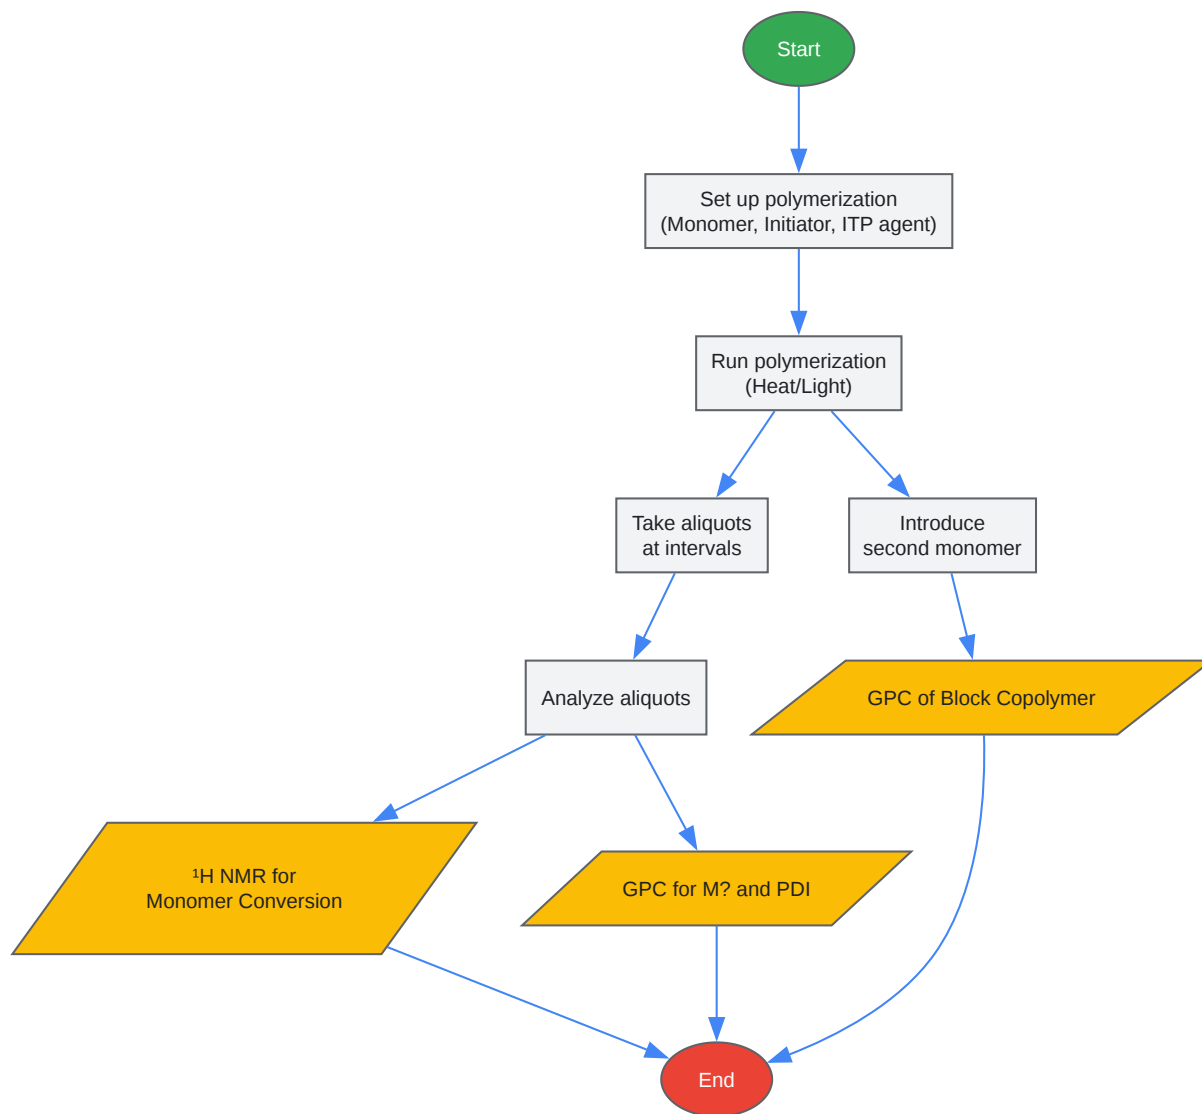 Start
Set up polymerization
(Monomer, Initiator, ITP agent)
Run polymerization
(Heat/Light)
Take aliquots
at intervals
Introduce
second monomer
Analyze aliquots
GPC of Block Copolymer
¹H NMR for
Monomer Conversion
GPC for M? and PDI
End